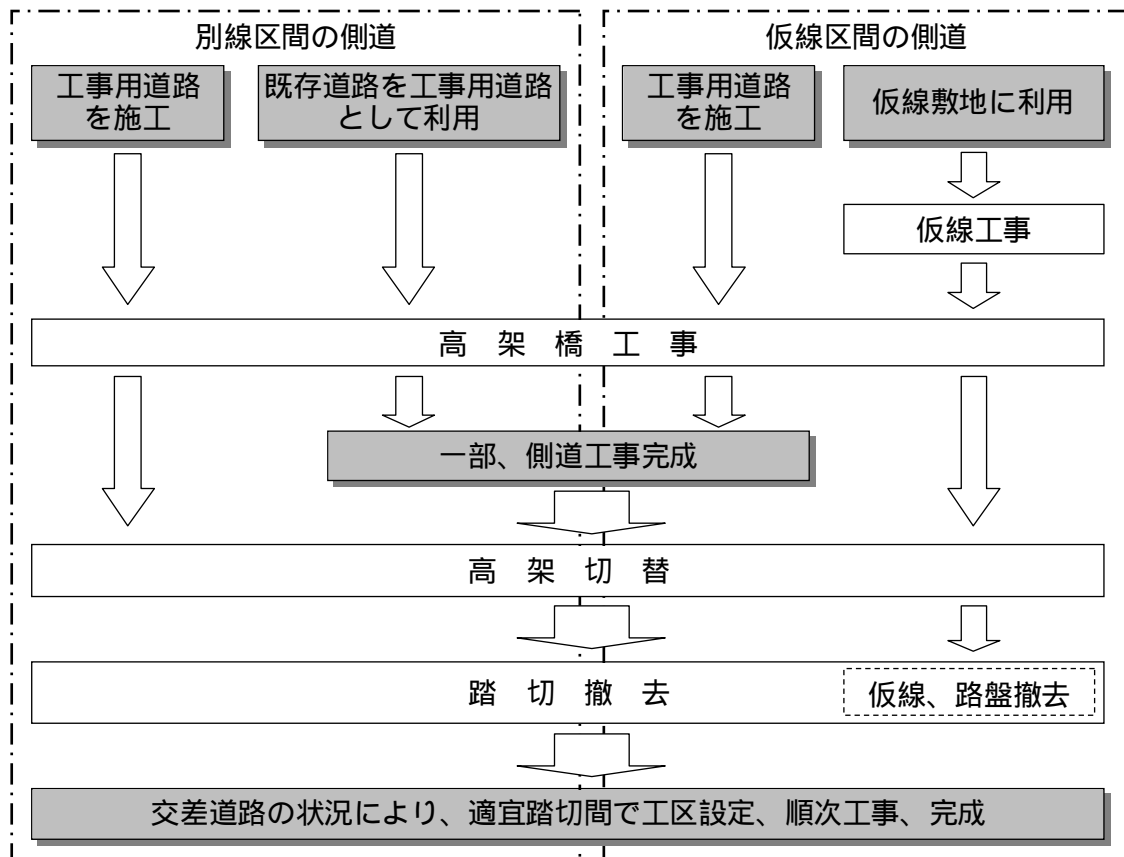 別線区間の側道
仮線区間の側道
工事用道路
を施工
既存道路を工事用道路
として利用
工事用道路
を施工
仮線敷地に利用
仮線工事
高 架 橋 工 事
一部、側道工事完成
高 架 切 替
踏 切 撤 去
仮線、路盤撤去
交差道路の状況により、適宜踏切間で工区設定、順次工事、完成